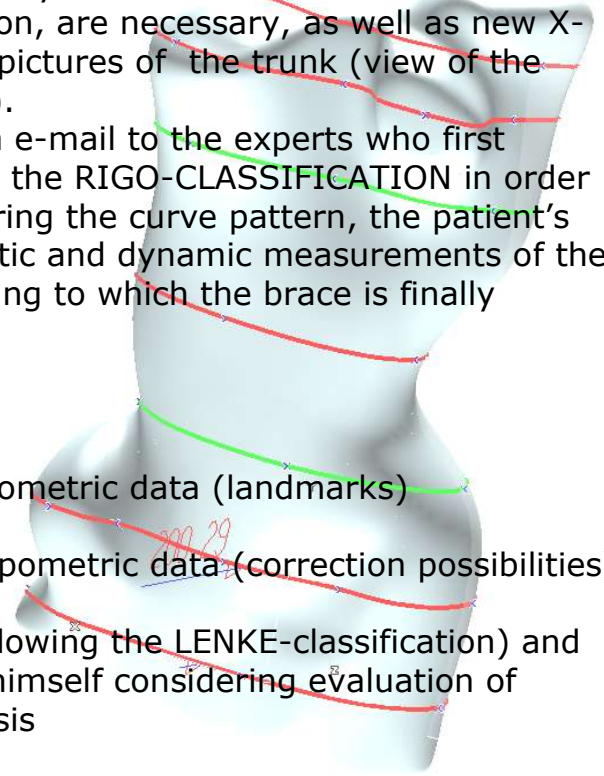 on, are necessary, as well as new X-
pictures of the trunk (view of the
).
e-mail to the experts who first
the RIGO-CLASSIFICATION in order
ring the curve pattern, the patient's
tic and dynamic measurements of the
ng to which the brace is finally
ometric data (landmarks)
200,29
pometric data (correction possibilities
lowing the LENKE-classification) and
himself considering evaluation of
sis